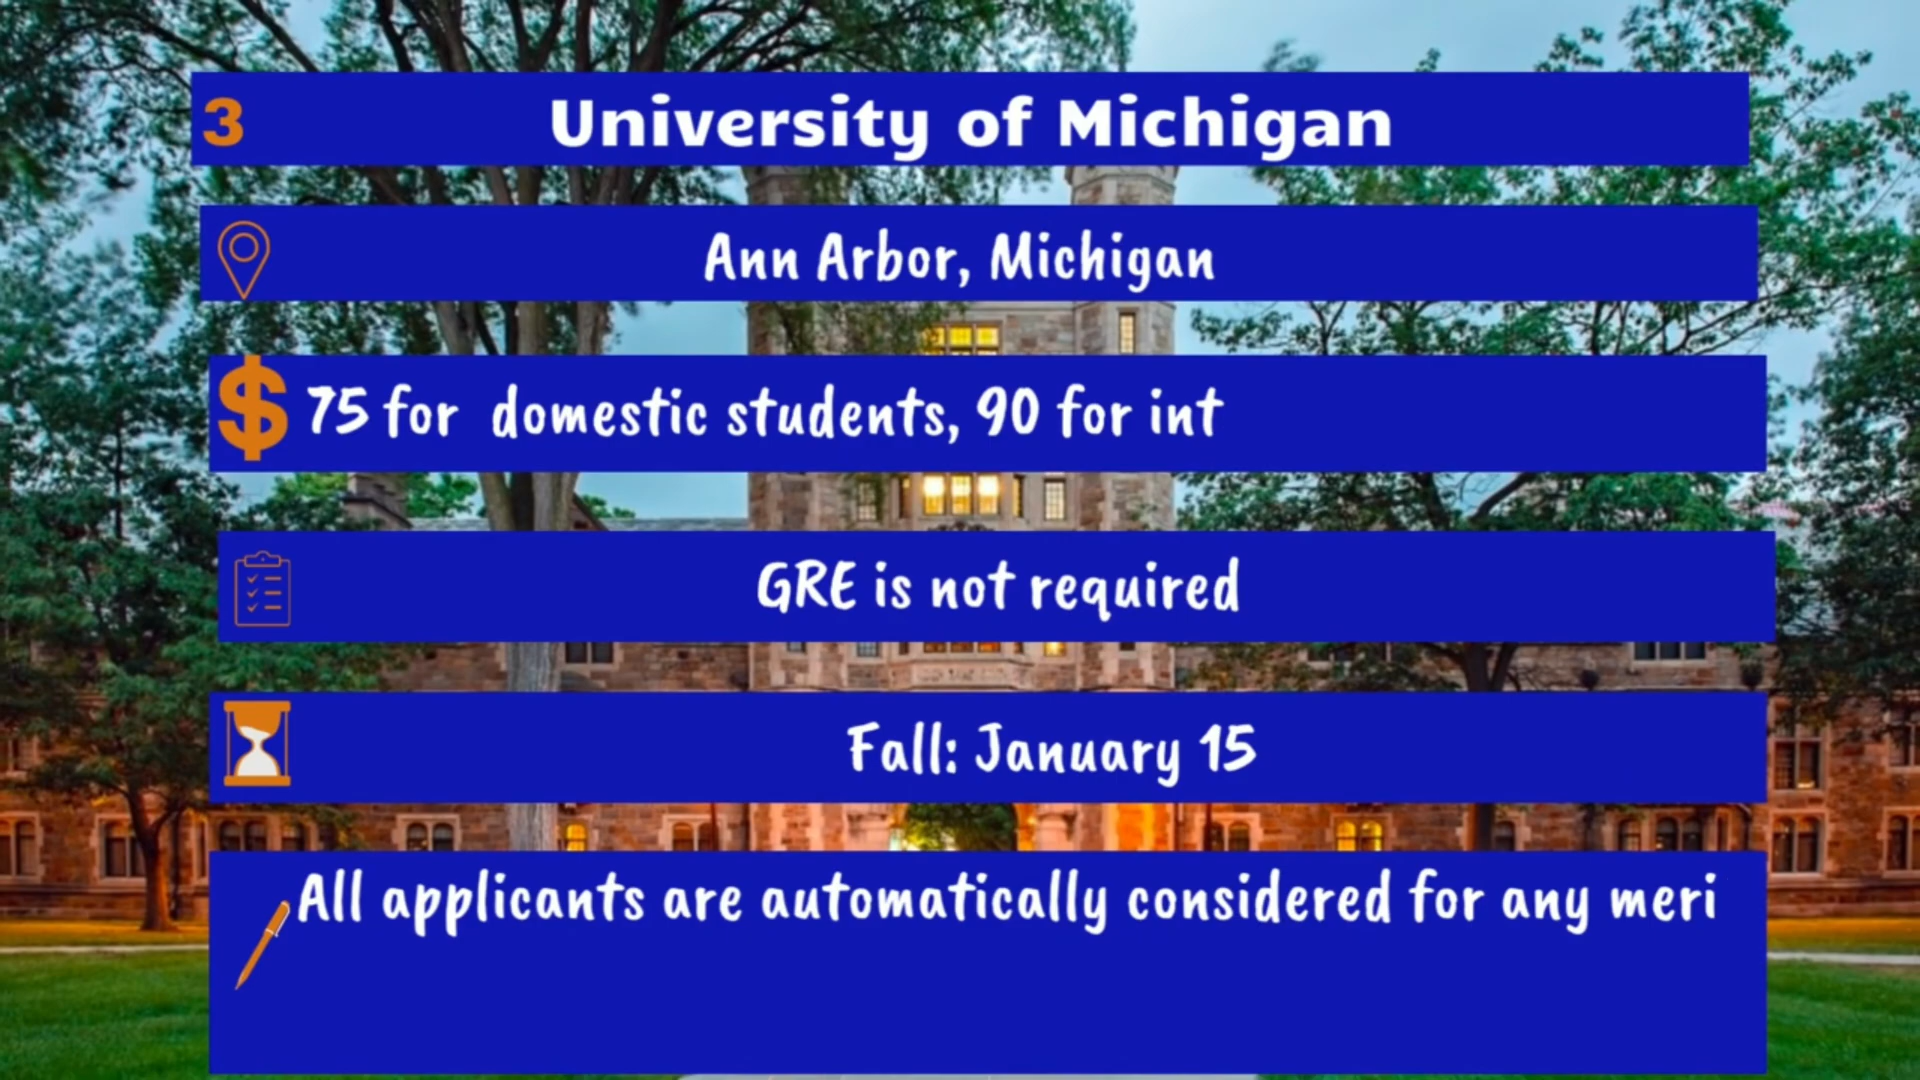 3 University of Michigan
Ann Arbor, Michigan
$ 75 for domestic students, 90 for int
GRE is not required
Fall: January 15
All applicants are automatically considered for any meri